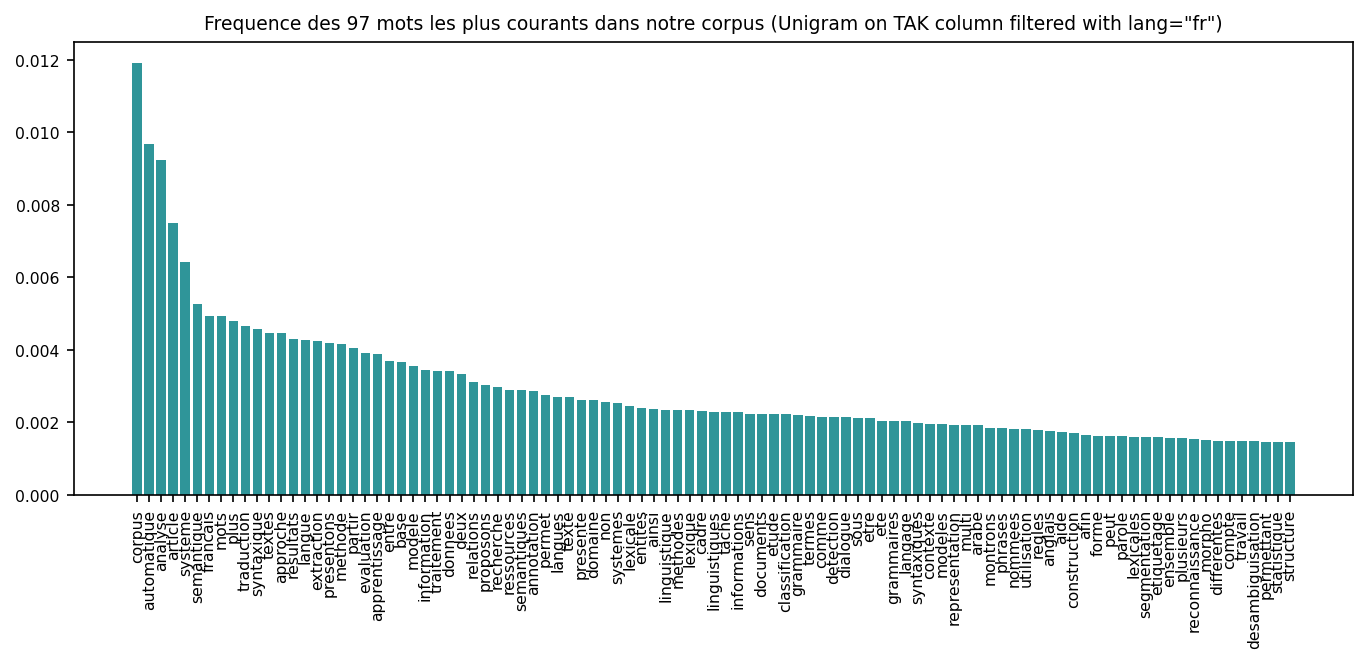 Frequence des 97 mots les plus courants dans notre corpus (Unigram on TAK column filtered with lang="fr")
0.012
0.010
0.008
0.006
0.004
0.002
0.000
corpus
automatique
analyse
article
systeme
semantique
francais
mots
plus
traduction
syntaxique
textes
approche
resultats
langue
extraction
presentons
methode
partir
evaluation
apprentissage
entre
base
modele
information
traitement
donnees
deux
relations
proposons
recherche
ressources
semantiques
annotation
permet
langues
texte
presente
domaine
non
systemes
lexicale
entites
ainsi
linguistique
methodes
lexique
cadre
linguistiques
tache
informations
sens
documents
etude
classification
grammaire
termes
comme
detection
dialogue
sous
etre
ete
grammaires
langage
syntaxiques
contexte
modeles
representation
multi
arabe
montrons
phrases
nommees
utilisation
regles
anglais
aide
construction
afin
forme
peut
parole
lexicales
segmentation
etiquetage
ensemble
plusieurs
reconnaissance
morpho
differentes
compte
travail
desambiguisation
permettant
statistique
structure